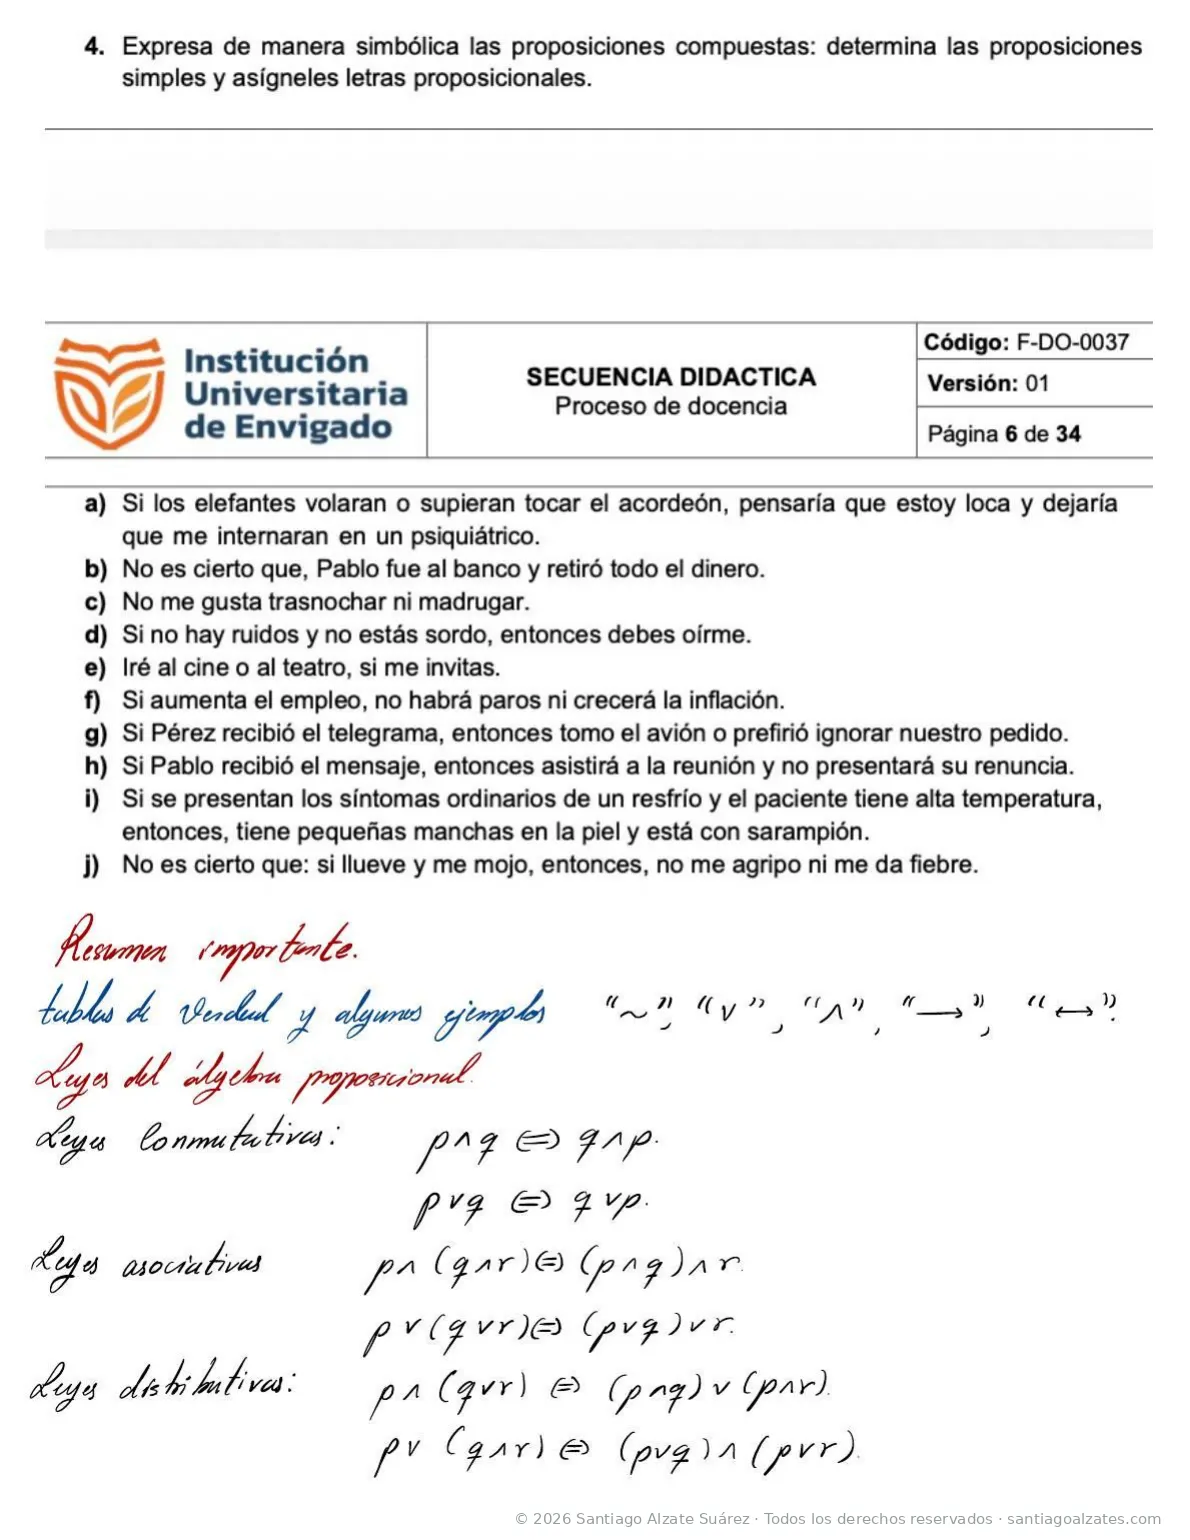 4. Expresa de manera simbólica las proposiciones compuestas: determina las proposiciones
simples y asígneles letras proposicionales.
Institución
Universitaria
de Envigado
SECUENCIA DIDACTICA
Proceso de docencia
Código: F-DO-0037
Versión: 01
Página 6 de 34
a) Si los elefantes volaran o supieran tocar el acordeón, pensaría que estoy loca y dejaría
que me internaran en un psiquiátrico.
b) No es cierto que, Pablo fue al banco y retiró todo el dinero.
c) No me gusta trasnochar ni madrugar.
d) Si no hay ruidos y no estás sordo, entonces debes oírme.
e) Iré al cine o al teatro, si me invitas.
f) Si aumenta el empleo, no habrá paros ni crecerá la inflación.
g) Si Pérez recibió el telegrama, entonces tomo el avión o prefirió ignorar nuestro pedido.
h) Si Pablo recibió el mensaje, entonces asistirá a la reunión y no presentará su renuncia.
i) Si se presentan los síntomas ordinarios de un resfrío y el paciente tiene alta temperatura,
entonces, tiene pequeñas manchas en la piel y está con sarampión.
j) No es cierto que: si llueve y me mojo, entonces, no me agripo ni me da fiebre.
Resumen importante.
tablas de verdad y algunos ejemplos "~", "∨", "∧", "→", "↔".
Leyes del álgebra proposicional.
Leyes Conmutativas: p∧q ⇔ q∧p.
p∨q ⇔ q∨p.
Leyes asociativas p∧(q∧r)⇔(p∧q)∧r.
p∨(q∨r)⇔(p∨q)∨r.
Leyes distributivas: p∧(q∨r) ⇔ (p∧q)∨(p∧r).
p∨(q∧r) ⇔ (p∨q)∧(p∨r).
© 2026 Santiago Alzate Suárez · Todos los derechos reservados · santiagoalzates.com